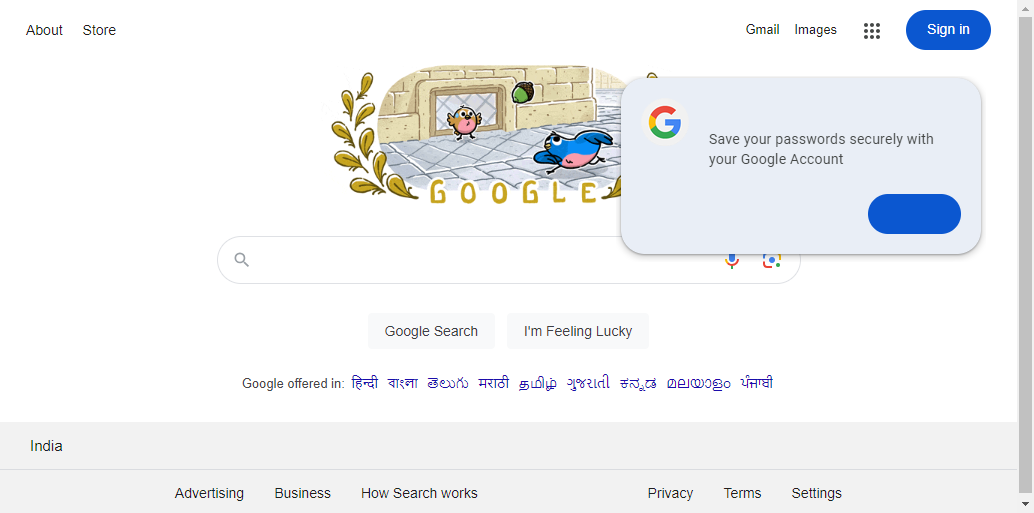 About Store Gmail Images Sign in
GOOGLE
Save your passwords securely with
your Google Account
Google Search I'm Feeling Lucky
Google offered in: हिन्दी বাংলা తెలుగు मराठी தமிழ் ગુજરાતી ಕನ್ನಡ മലയാളം ਪੰਜਾਬੀ
India
Advertising Business How Search works Privacy Terms Settings